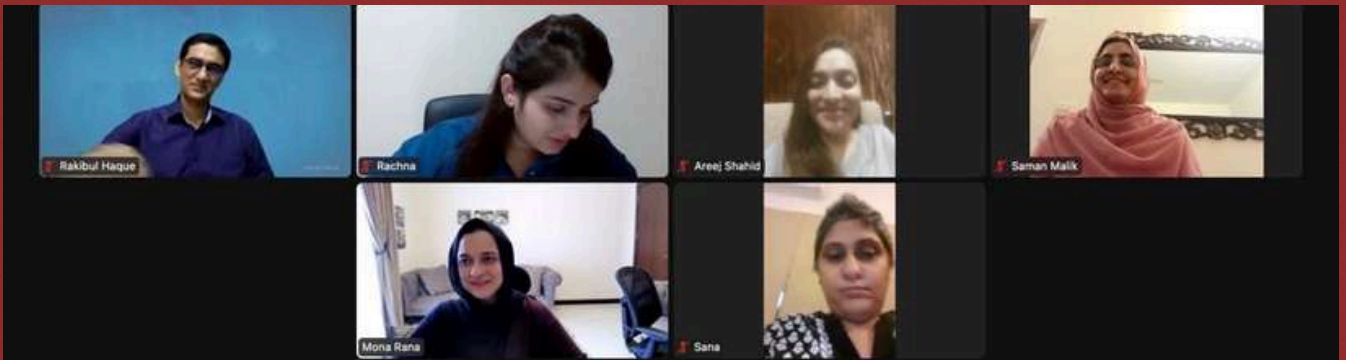 Rakibul Haque
Rachna
Areej Shahid
Saman Malik
Mona Rana
Sana